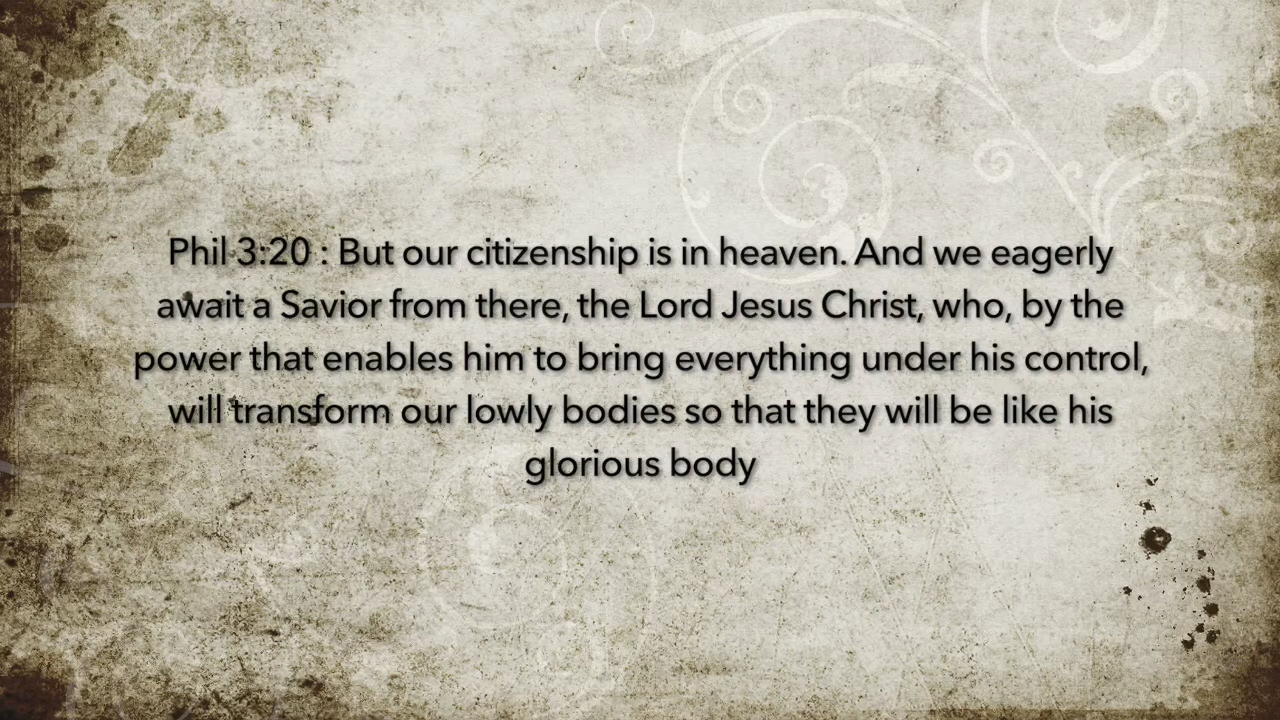 Phil 3:20 : But our citizenship is in heaven. And we eagerly
await a Savior from there, the Lord Jesus Christ, who, by the
power that enables him to bring everything under his control,
will transform our lowly bodies so that they will be like his
glorious body